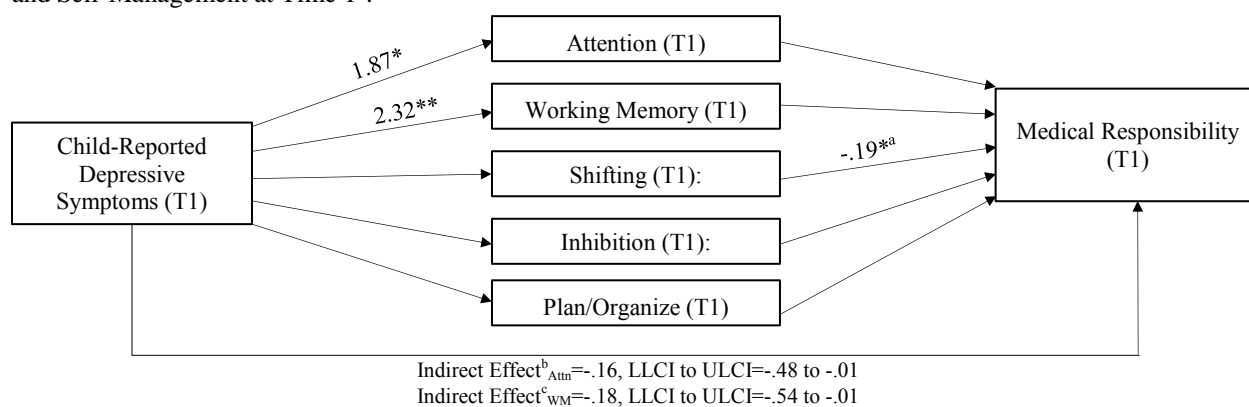 and Self-Management at Time 1
Attention (T1)
1.87*
2.32**
Working Memory (T1)
Child-Reported
Depressive
Symptoms (T1)
Medical Responsibility
(T1)
-.19*ᵃ
Shifting (T1):
Inhibition (T1):
Plan/Organize (T1)
Indirect Effectᵇ Attn=-.16, LLCI to ULCI=-.48 to -.01
Indirect Effectᶜ WM=-.18, LLCI to ULCI=-.54 to -.01